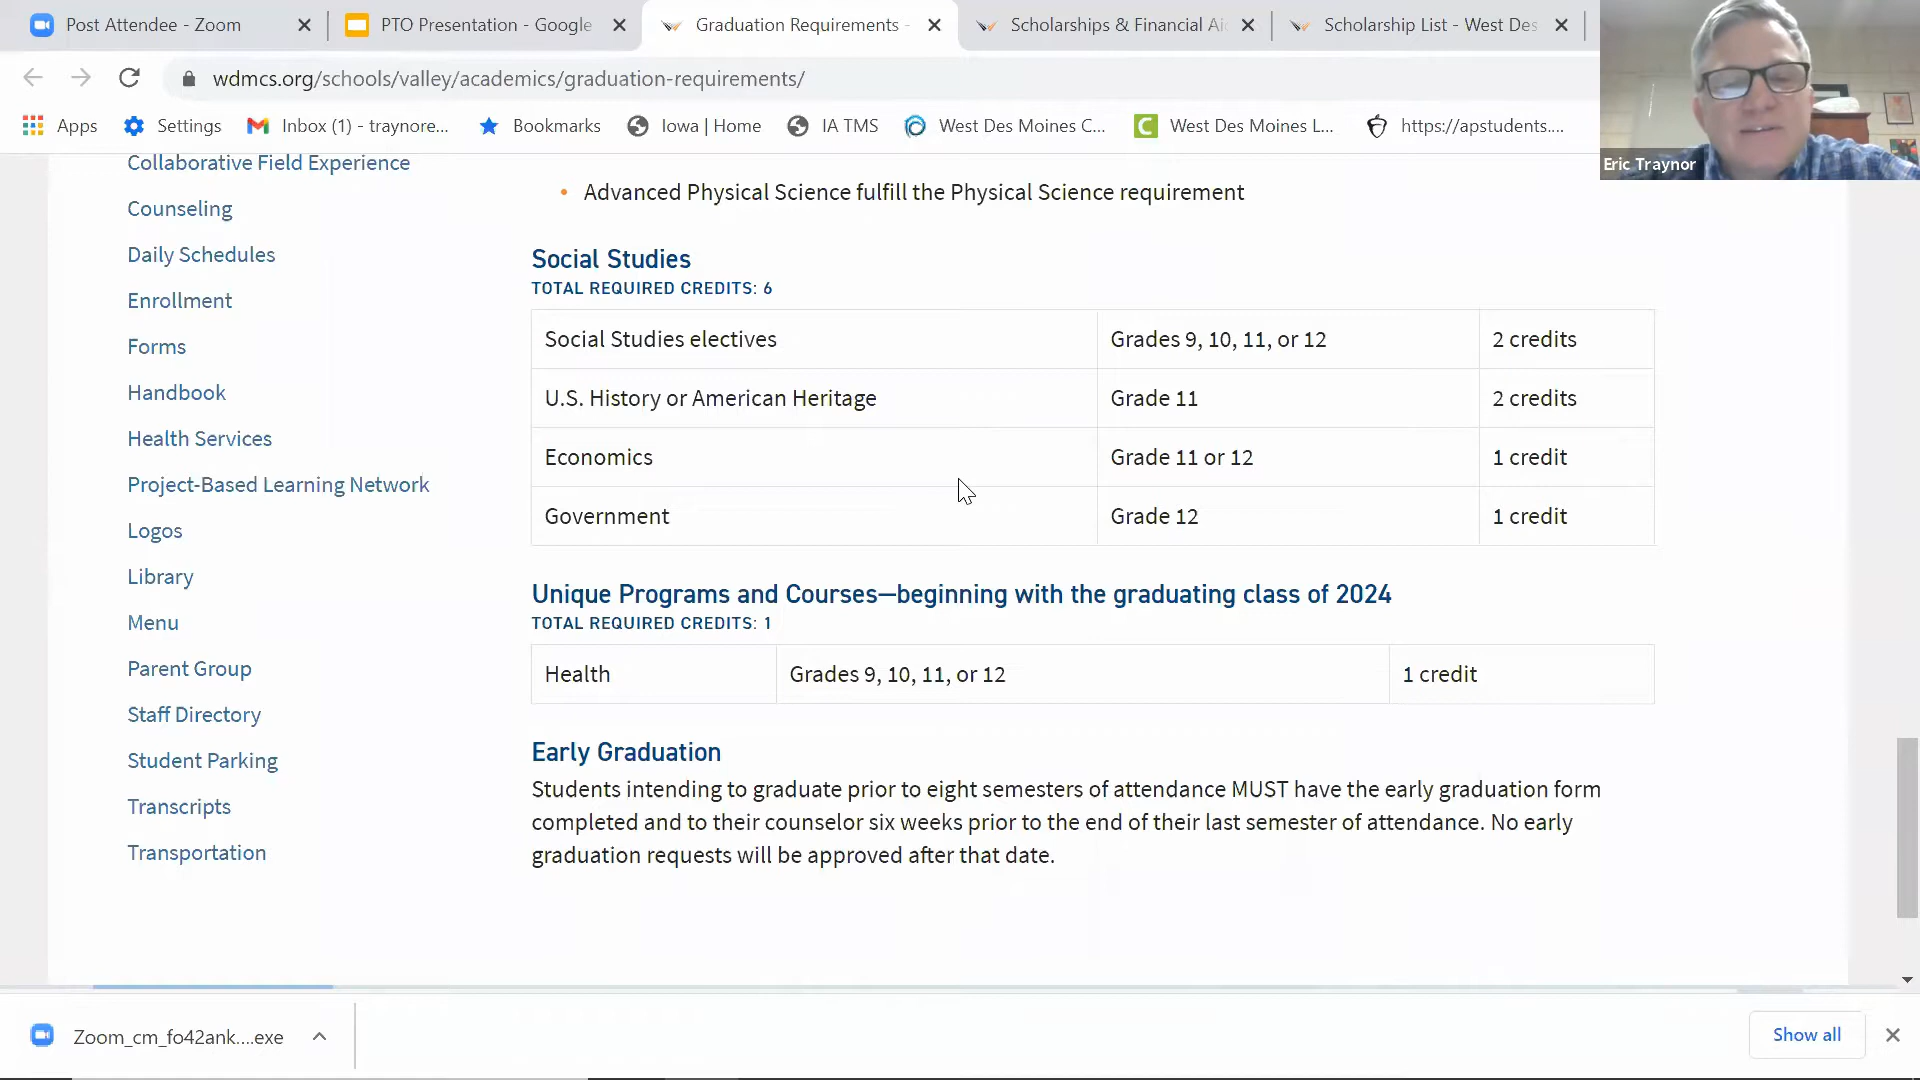 Post Attendee - Zoom
PTO Presentation - Google
Graduation Requirements -
Scholarships & Financial Ai
Scholarship List - West Des
wdmcs.org/schools/valley/academics/graduation-requirements/
Apps
Settings
Inbox (1) - traynore...
Bookmarks
Iowa | Home
IA TMS
West Des Moines C...
West Des Moines L...
https://apstudents....
Eric Traynor
Collaborative Field Experience
Counseling
Daily Schedules
Enrollment
Forms
Handbook
Health Services
Project-Based Learning Network
Logos
Library
Menu
Parent Group
Staff Directory
Student Parking
Transcripts
Transportation
• Advanced Physical Science fulfill the Physical Science requirement
Social Studies
TOTAL REQUIRED CREDITS: 6
Social Studies electives Grades 9, 10, 11, or 12 2 credits
U.S. History or American Heritage Grade 11 2 credits
Economics Grade 11 or 12 1 credit
Government Grade 12 1 credit
Unique Programs and Courses—beginning with the graduating class of 2024
TOTAL REQUIRED CREDITS: 1
Health Grades 9, 10, 11, or 12 1 credit
Early Graduation
Students intending to graduate prior to eight semesters of attendance MUST have the early graduation form
completed and to their counselor six weeks prior to the end of their last semester of attendance. No early
graduation requests will be approved after that date.
Zoom_cm_fo42ank....exe
Show all